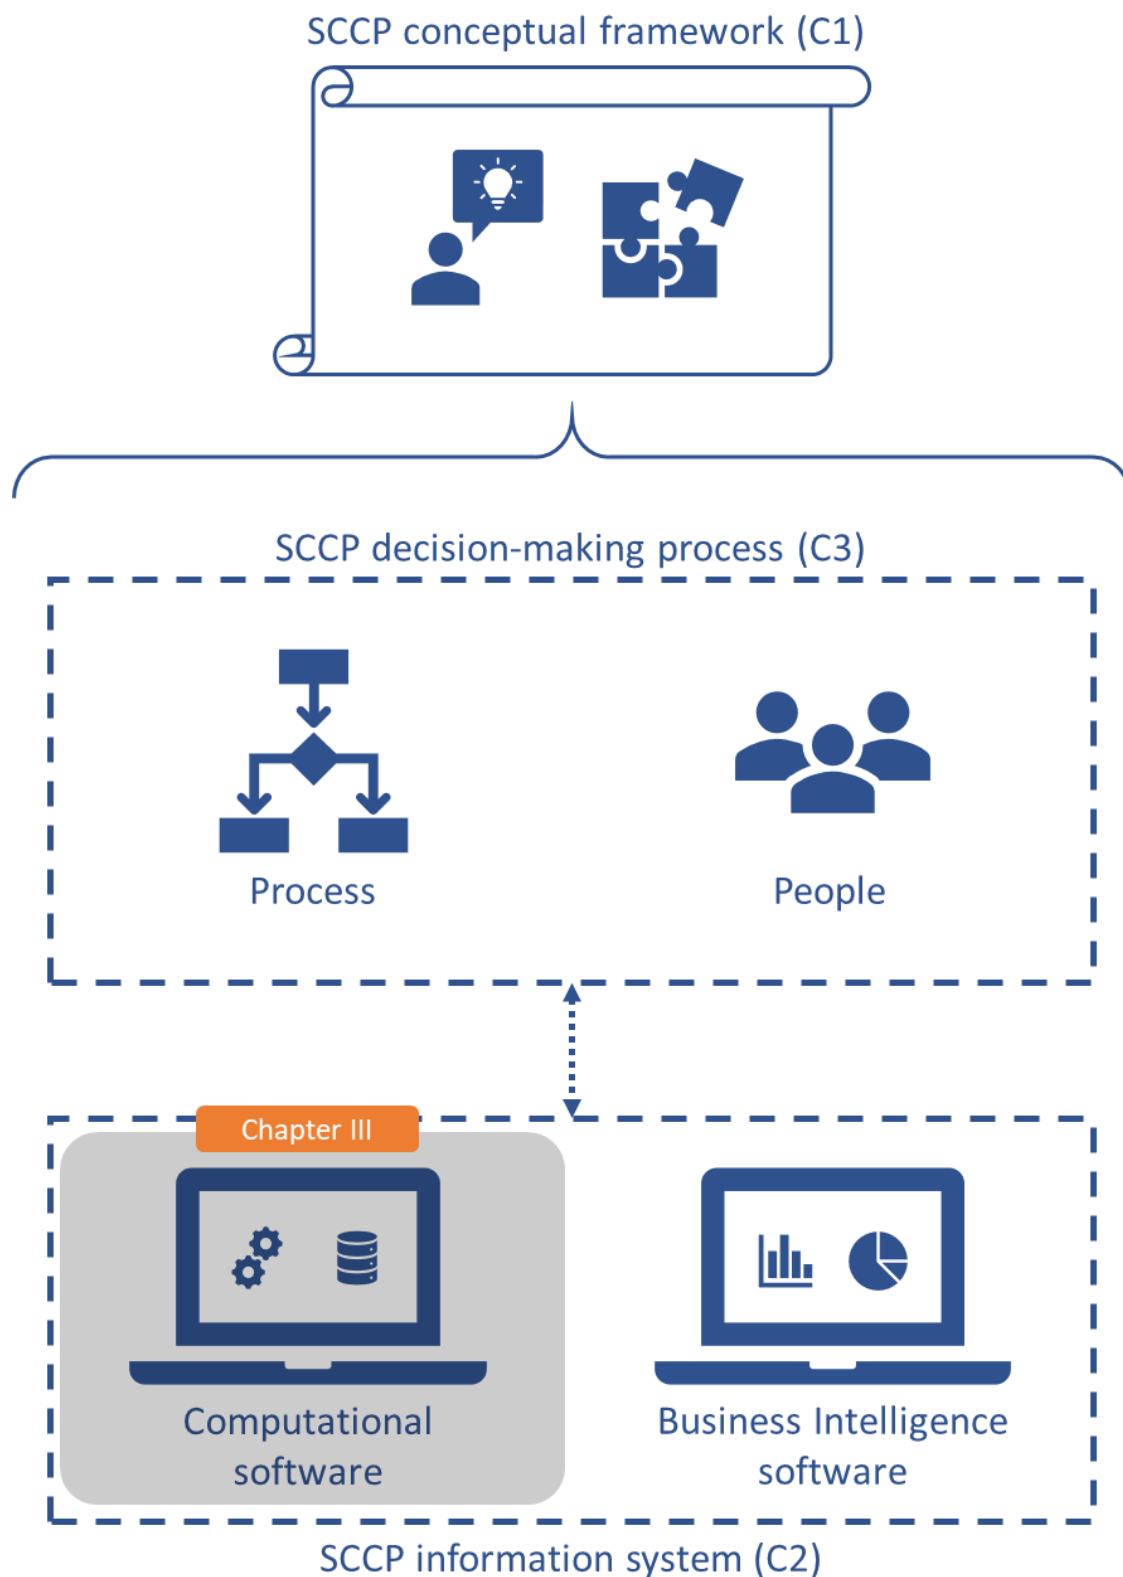 SCCP conceptual framework (C1)
SCCP decision-making process (C3)
Process
People
Chapter III
Computational
software
Business Intelligence
software
SCCP information system (C2)